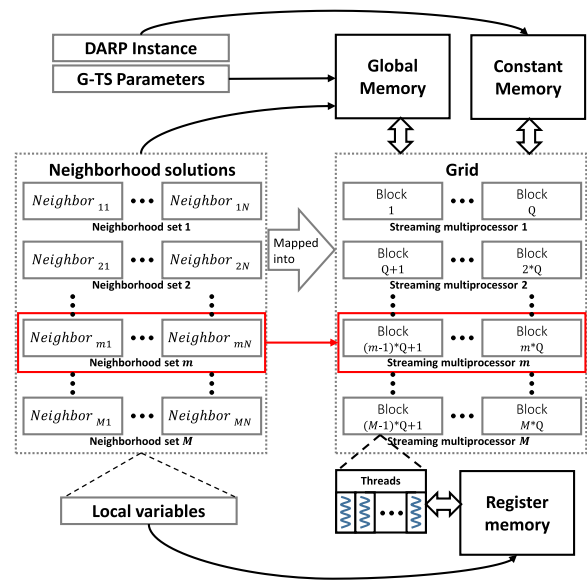 DARP Instance
G-TS Parameters
Global
Memory
Constant
Memory
Neighborhood solutions
Neighbor 11 ••• Neighbor 1N
Neighborhood set 1
Neighbor 21 ••• Neighbor 2N
Neighborhood set 2
Neighbor m1 ••• Neighbor mN
Neighborhood set m
Neighbor M1 ••• Neighbor MN
Neighborhood set M
Mapped
into
Grid
Block
1
•••
Block
Q
Streaming multiprocessor 1
Block
Q+1
Block
2*Q
Streaming multiprocessor 2
Block
(m-1)*Q+1
•••
Block
m*Q
Streaming multiprocessor m
Block
(M-1)*Q+1
•••
Block
M*Q
Streaming multiprocessor M
Threads
•••
Local variables
Register
memory